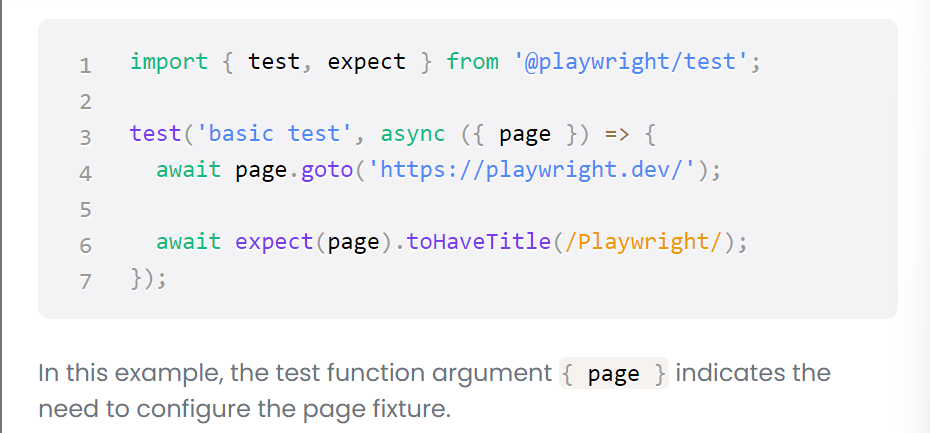 1 import { test, expect } from '@playwright/test';
2
3 test('basic test', async ({ page }) => {
4   await page.goto('https://playwright.dev/');
5
6   await expect(page).toHaveTitle(/Playwright/);
7 });
In this example, the test function argument { page } indicates the
need to configure the page fixture.